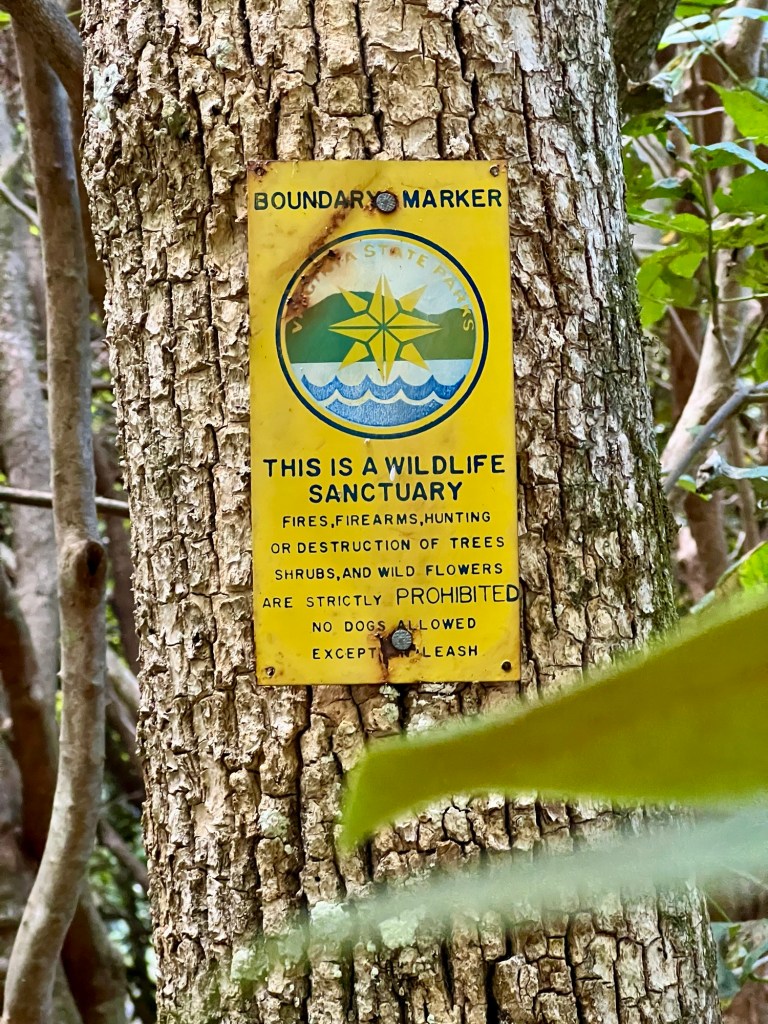 BOUNDARY MARKER
STATE PARKS
THIS IS A WILDLIFE
SANCTUARY
FIRES, FIREARMS, HUNTING
OR DESTRUCTION OF TREES
SHRUBS, AND WILD FLOWERS
ARE STRICTLY PROHIBITED
NO DOGS ALLOWED
EXCEPT LEASH